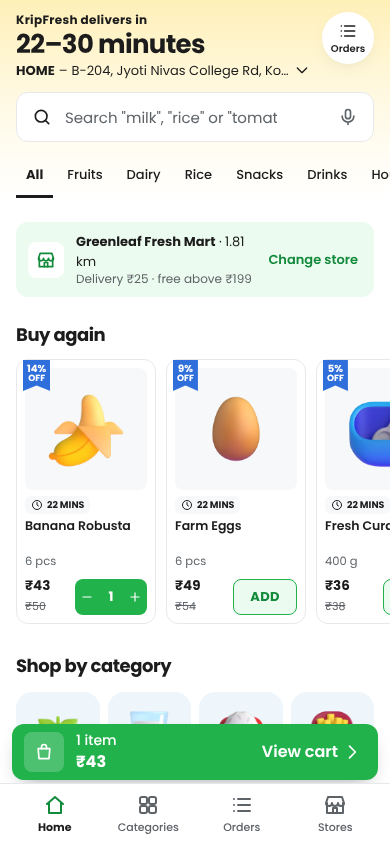 KripFresh delivers in
22–30 minutes
Orders
HOME – B-204, Jyoti Nivas College Rd, Ko...
Search "milk", "rice" or "tomat
All Fruits Dairy Rice Snacks Drinks Ho
Greenleaf Fresh Mart · 1.81
km
Delivery ₹25 · free above ₹199
Change store
Buy again
14%
OFF
22 MINS
Banana Robusta
6 pcs
₹43
₹50
− 1 +
9%
OFF
22 MINS
Farm Eggs
6 pcs
₹49
₹54
ADD
5%
OFF
22 MINS
Fresh Curd
400 g
₹36
₹38
Shop by category
1 item
₹43
View cart
Home Categories Orders Stores